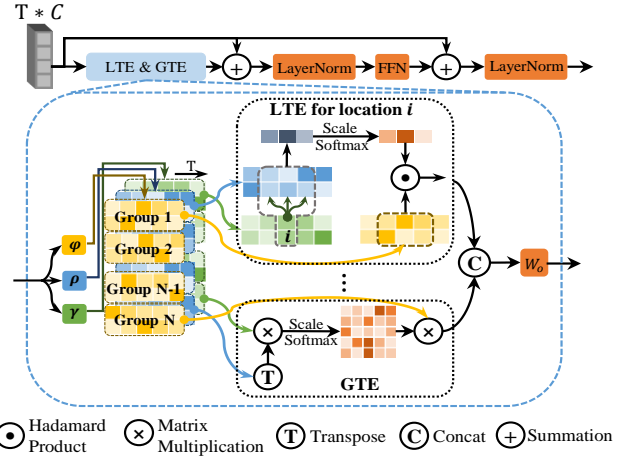 T * C
LTE & GTE
+
LayerNorm
FFN
+
LayerNorm
LTE for location i
Scale
Softmax
T
Group 1
Group 2
Group N-1
Group N
i
φ
ρ
γ
C
Wo
Scale
Softmax
T
GTE
Hadamard
Product
Matrix
Multiplication
T Transpose
C Concat
+ Summation